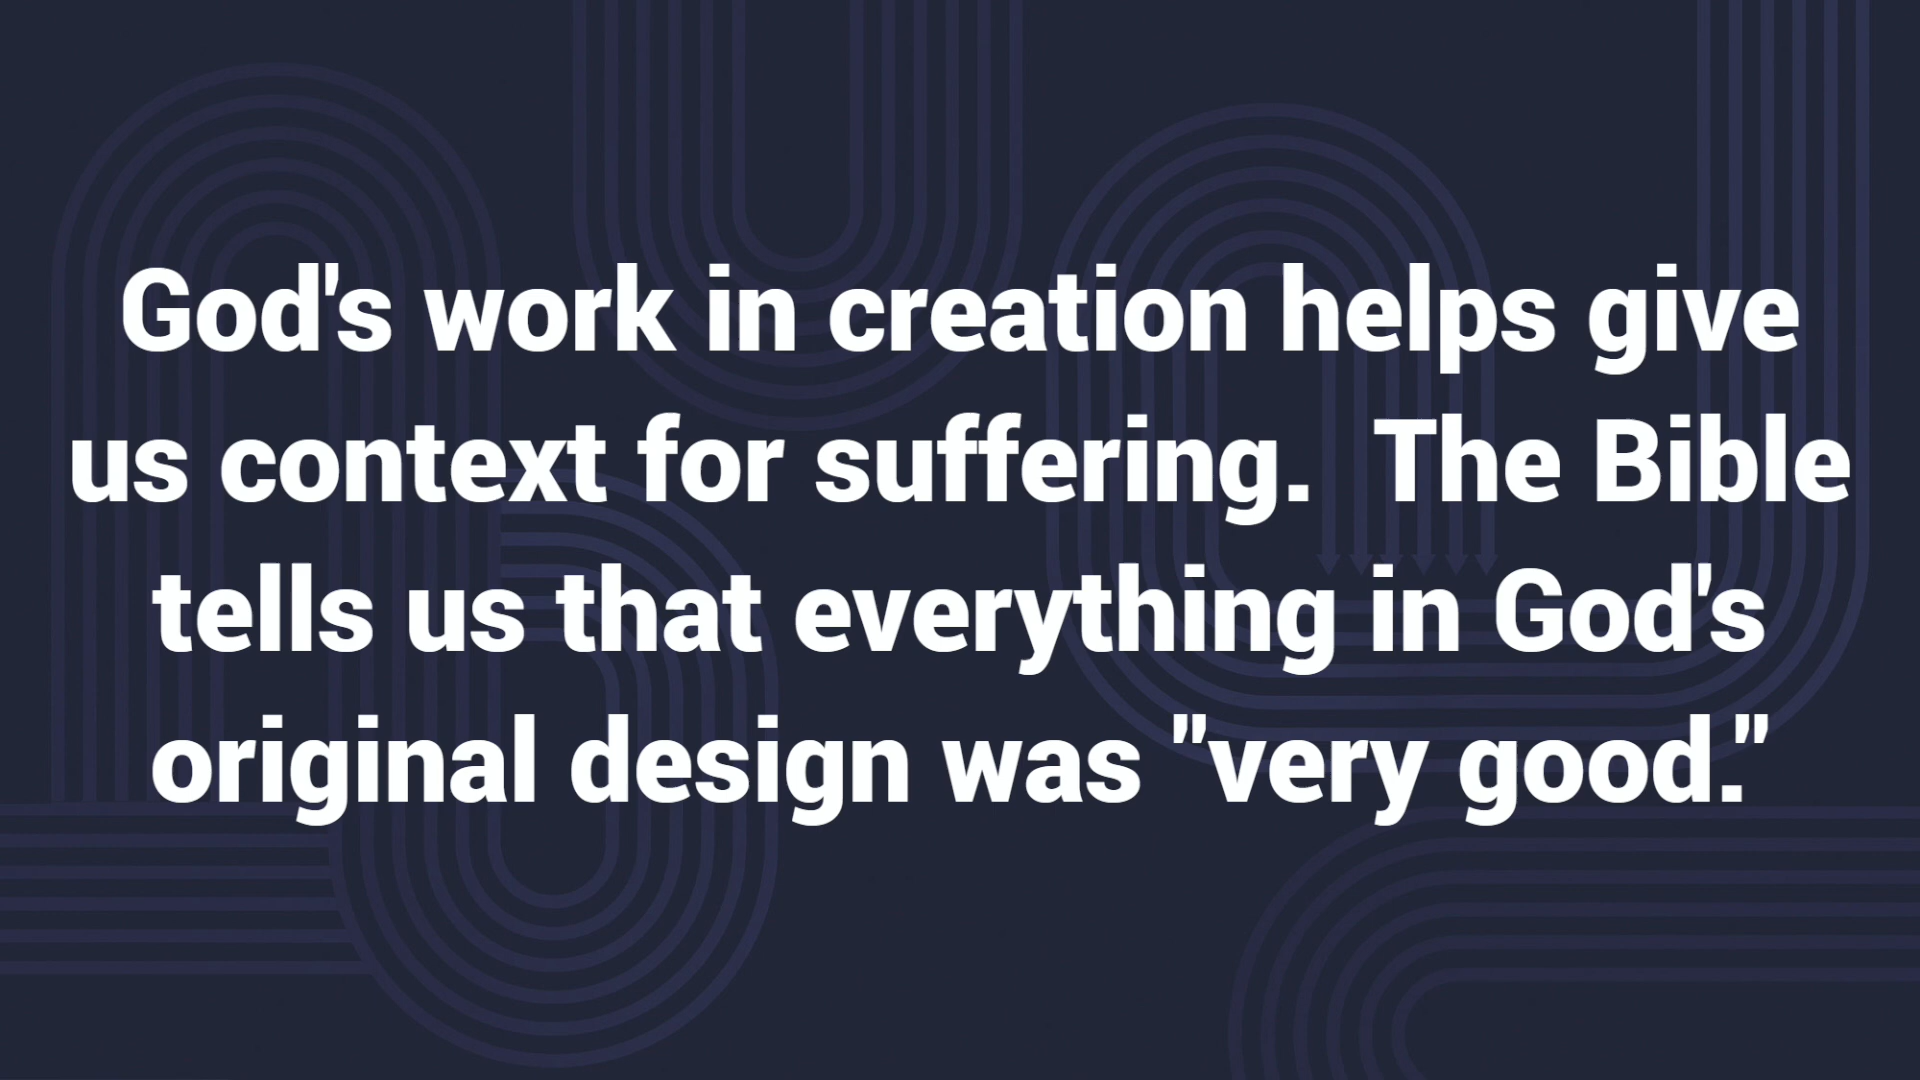 God's work in creation helps give
us context for suffering.  The Bible
tells us that everything in God's
original design was "very good."